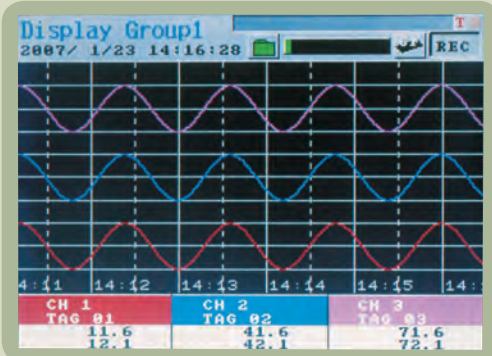 Display Group1
2007/ 1/23 14:16:28
REC
T
4:11 14:12 14:13 14:14 14:15 14:
CH 1 CH 2 CH 3
TAG 01 TAG 02 TAG 03
11.6 41.6 71.6
12.1 42.1 72.1